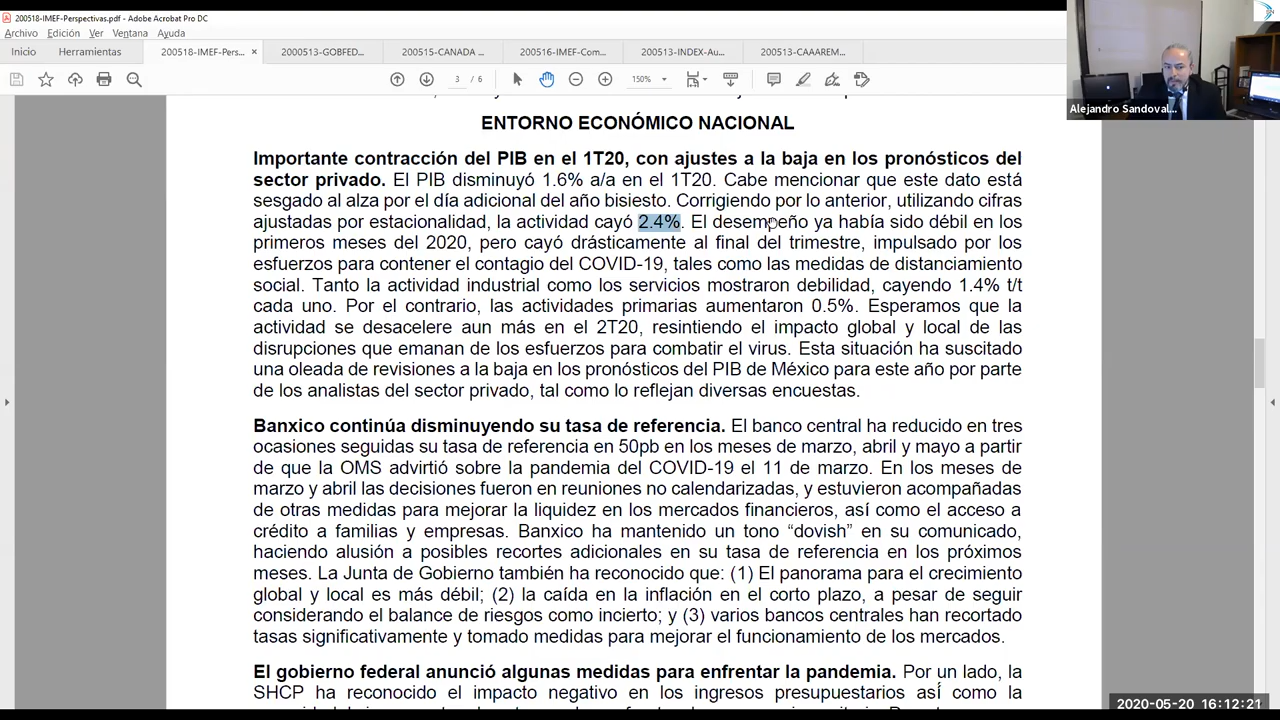 200518-IMEF-Perspectivas.pdf - Adobe Acrobat Pro DC
Archivo Edición Ver Ventana Ayuda
Inicio Herramientas 200518-IMEF-Pers... × 200513-GOBFED... 200515-CANADA ... 200516-IMEF-Com... 200513-INDEX-Au... 200513-CAAAREM...
3 / 6 150%
Alejandro Sandoval...
ENTORNO ECONÓMICO NACIONAL
Importante contracción del PIB en el 1T20, con ajustes a la baja en los pronósticos del
sector privado. El PIB disminuyó 1.6% a/a en el 1T20. Cabe mencionar que este dato está
sesgado al alza por el día adicional del año bisiesto. Corrigiendo por lo anterior, utilizando cifras
ajustadas por estacionalidad, la actividad cayó 2.4%. El desempeño ya había sido débil en los
primeros meses del 2020, pero cayó drásticamente al final del trimestre, impulsado por los
esfuerzos para contener el contagio del COVID-19, tales como las medidas de distanciamiento
social. Tanto la actividad industrial como los servicios mostraron debilidad, cayendo 1.4% t/t
cada uno. Por el contrario, las actividades primarias aumentaron 0.5%. Esperamos que la
actividad se desacelere aun más en el 2T20, resintiendo el impacto global y local de las
disrupciones que emanan de los esfuerzos para combatir el virus. Esta situación ha suscitado
una oleada de revisiones a la baja en los pronósticos del PIB de México para este año por parte
de los analistas del sector privado, tal como lo reflejan diversas encuestas.
Banxico continúa disminuyendo su tasa de referencia. El banco central ha reducido en tres
ocasiones seguidas su tasa de referencia en 50pb en los meses de marzo, abril y mayo a partir
de que la OMS advirtió sobre la pandemia del COVID-19 el 11 de marzo. En los meses de
marzo y abril las decisiones fueron en reuniones no calendarizadas, y estuvieron acompañadas
de otras medidas para mejorar la liquidez en los mercados financieros, así como el acceso a
crédito a familias y empresas. Banxico ha mantenido un tono “dovish” en su comunicado,
haciendo alusión a posibles recortes adicionales en su tasa de referencia en los próximos
meses. La Junta de Gobierno también ha reconocido que: (1) El panorama para el crecimiento
global y local es más débil; (2) la caída en la inflación en el corto plazo, a pesar de seguir
considerando el balance de riesgos como incierto; y (3) varios bancos centrales han recortado
tasas significativamente y tomado medidas para mejorar el funcionamiento de los mercados.
El gobierno federal anunció algunas medidas para enfrentar la pandemia. Por un lado, la
SHCP ha reconocido el impacto negativo en los ingresos presupuestarios así como la
2020-05-20 16:12:21